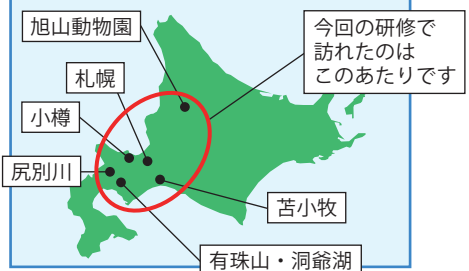 旭山動物園
今回の研修で
訪れたのは
このあたりです
札幌
小樽
尻別川
苫小牧
有珠山・洞爺湖